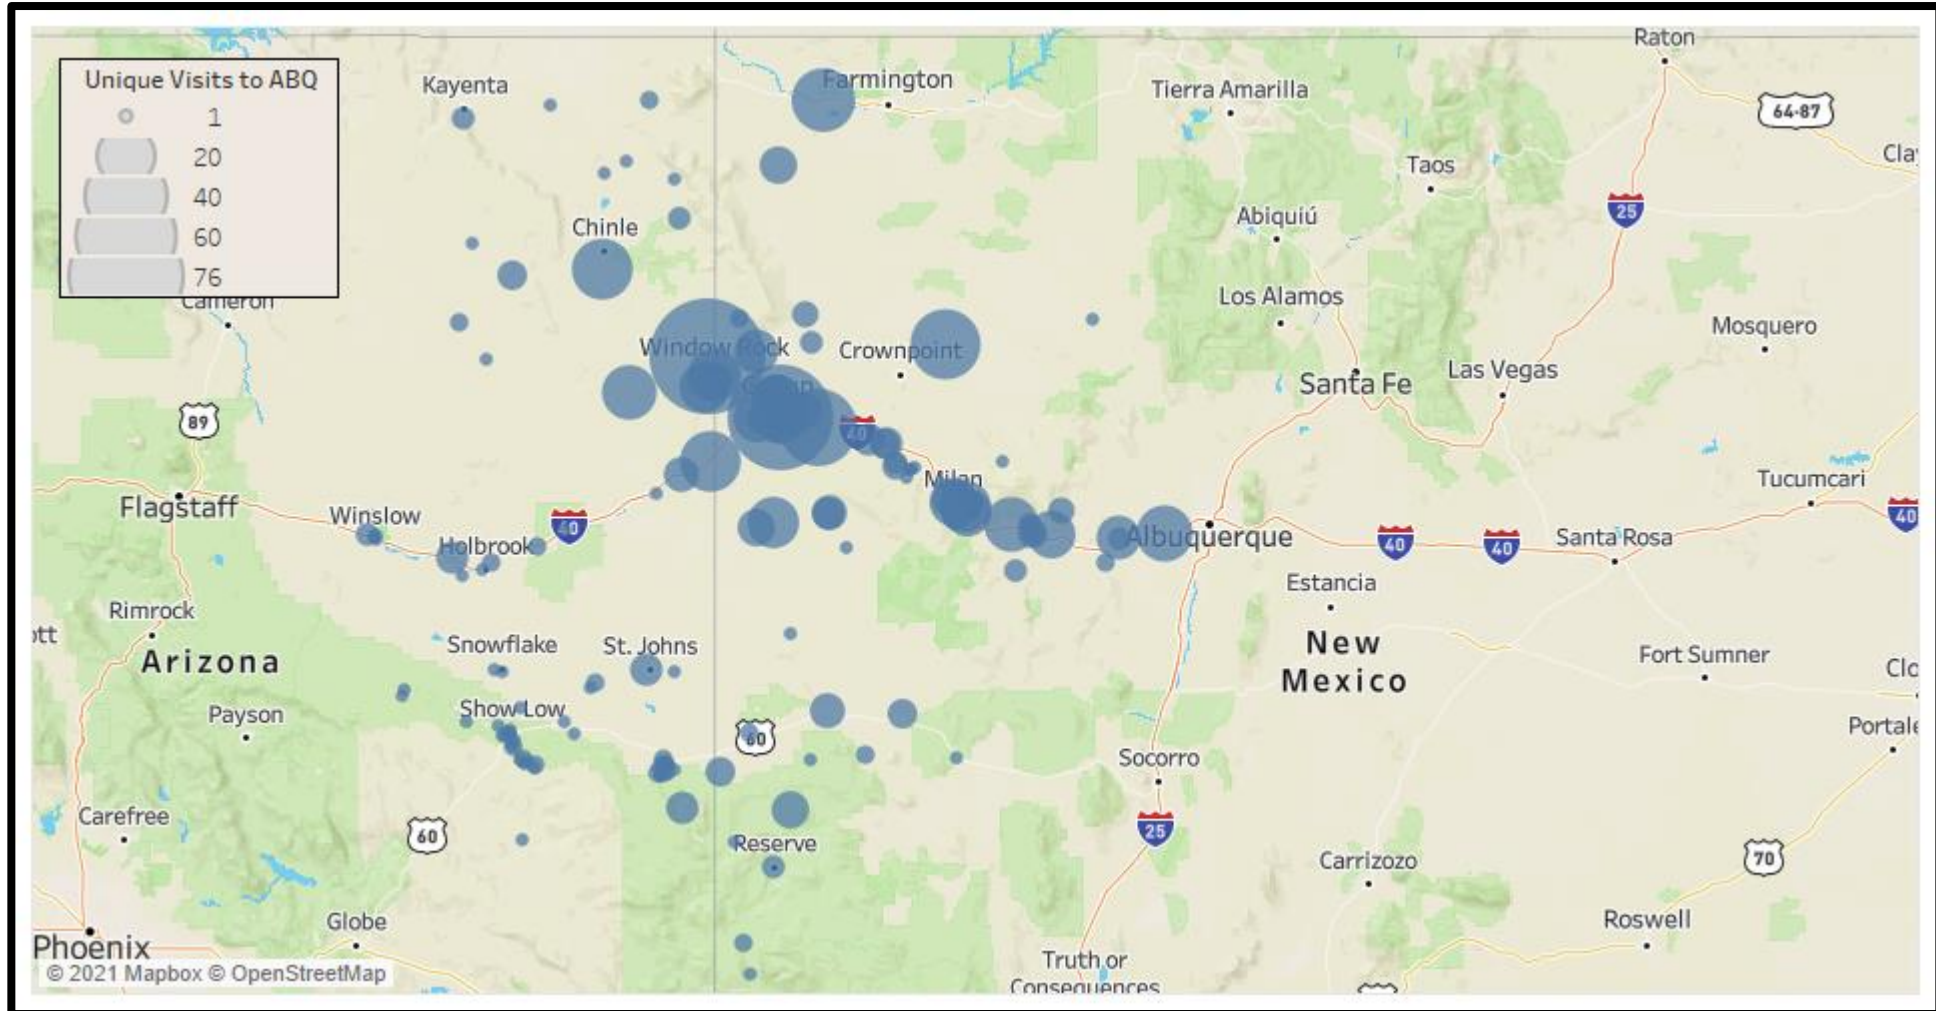 Unique Visits to ABQ
1
20
40
60
76
Raton
Kayenta
Farmington
Tierra Amarilla
64-87
Taos
Cla
25
Abiquiú
Chinle
Los Alamos
Cameron
Mosquero
Window Rock
Crownpoint
Las Vegas
Santa Fe
89
40
Milan
Tucumcari
Flagstaff
Winslow
40
Holbrook
Albuquerque
40
40
Santa Rosa
40
Estancia
Rimrock
ott
Snowflake
St. Johns
New
Mexico
Arizona
Fort Sumner
Clo
Show Low
Payson
60
Portale
Socorro
Carefree
60
25
Reserve
Carrizozo
70
Globe
Roswell
Phoenix
Truth or
Consequences
© 2021 Mapbox © OpenStreetMap